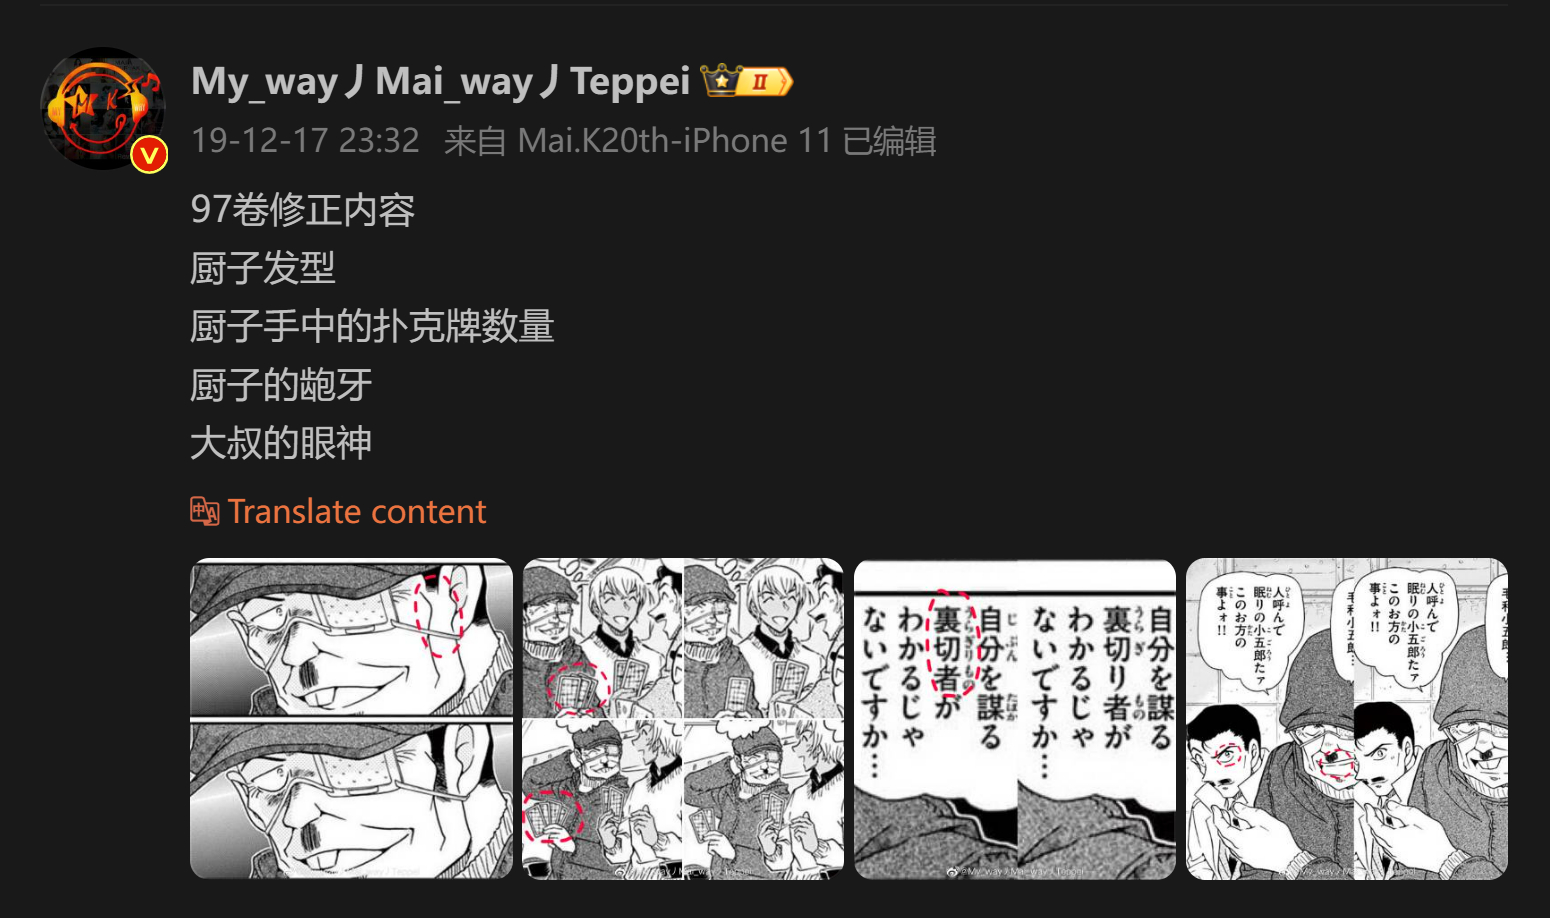 My_way丿Mai_way丿Teppei
II
19-12-17 23:32 来自 Mai.K20th-iPhone 11 已编辑
97卷修正内容
厨子发型
厨子手中的扑克牌数量
厨子的龅牙
大叔的眼神
Translate content
自分を謀る
裏切者が
わかるじゃ
ないですか…
自分を謀る
裏切り者が
わかるじゃ
ないですか…
人呼んで
眠りの小五郎たァ
このお方の
事よォ!!
毛利小五郎…
人呼んで
眠りの小五郎たァ
このお方の
事よォ!!